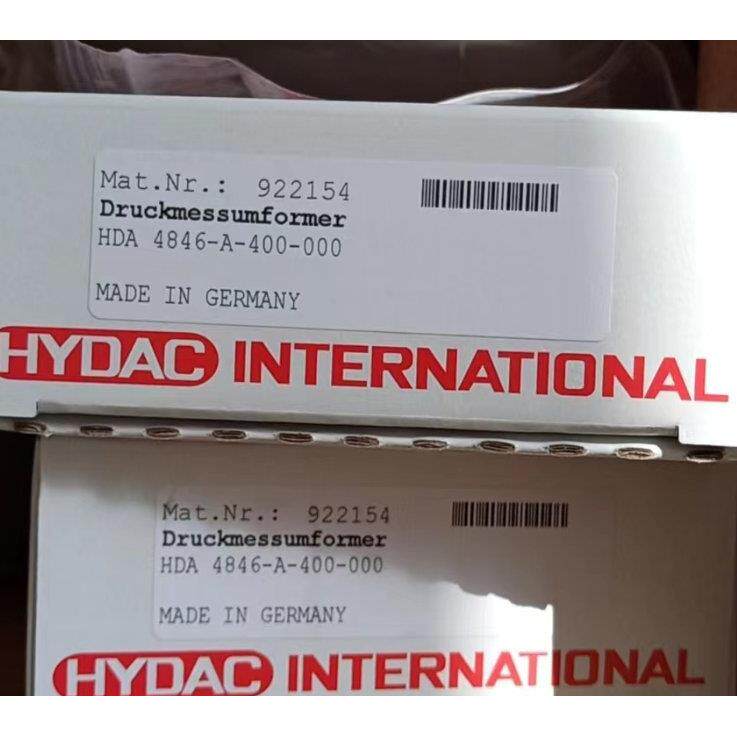 Mat.Nr.: 922154
Druckmessumformer
HDA 4846-A-400-000
MADE IN GERMANY
HYDAC INTERNATIONAL
Mat.Nr.: 922154
Druckmessumformer
HDA 4846-A-400-000
MADE IN GERMANY
HYDAC INTERNATIONAL